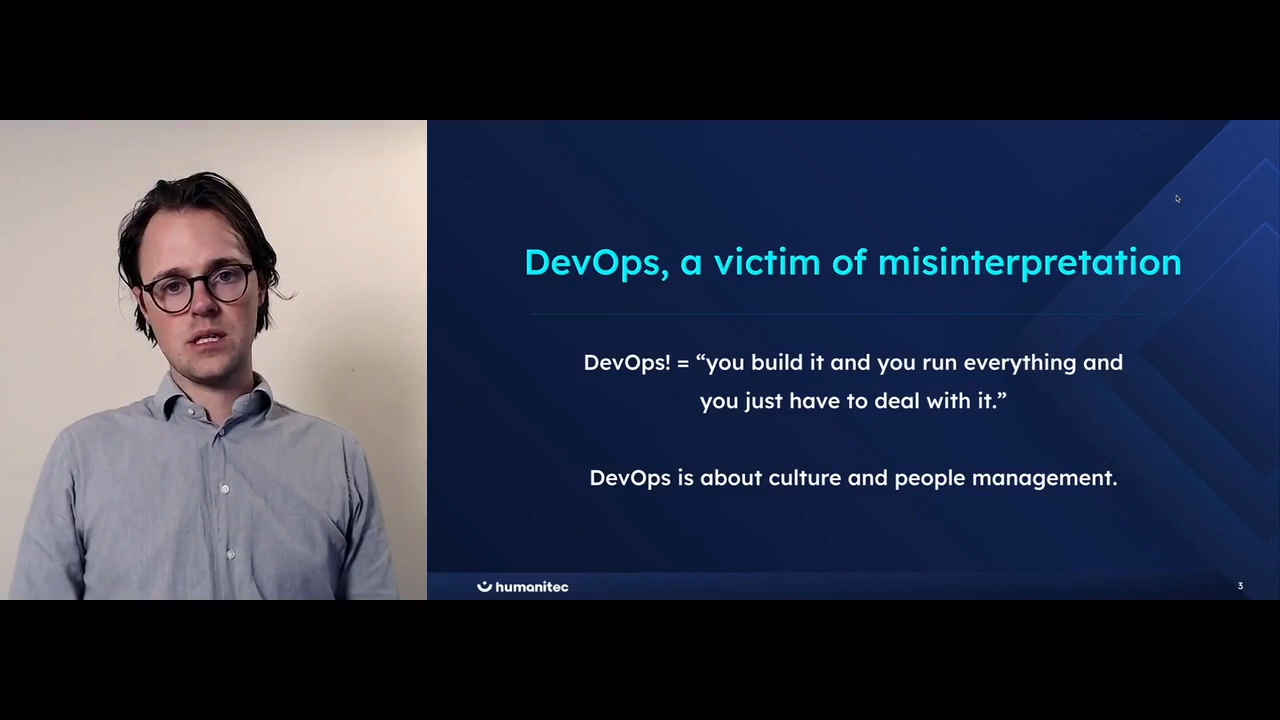 DevOps, a victim of misinterpretation
DevOps! = “you build it and you run everything and
you just have to deal with it.”
DevOps is about culture and people management.
humanitec
3